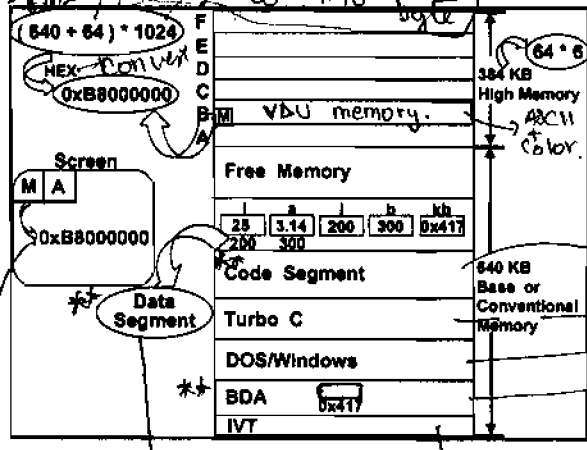 byte
(640 + 64) * 1024
HEX convert
0xB8000000
F
E
D
C
B
A
64 * 6
384 KB
High Memory
M VDU memory.
ASCII
+
Color.
Screen
M A
0xB8000000
Free Memory
i a j b kb
25 3.14 200 300 0x417
200 300
**
Code Segment
640 KB
Base or
Conventional
Memory
**
Data
Segment
Turbo C
DOS/Windows
**
BDA 0x417
IVT